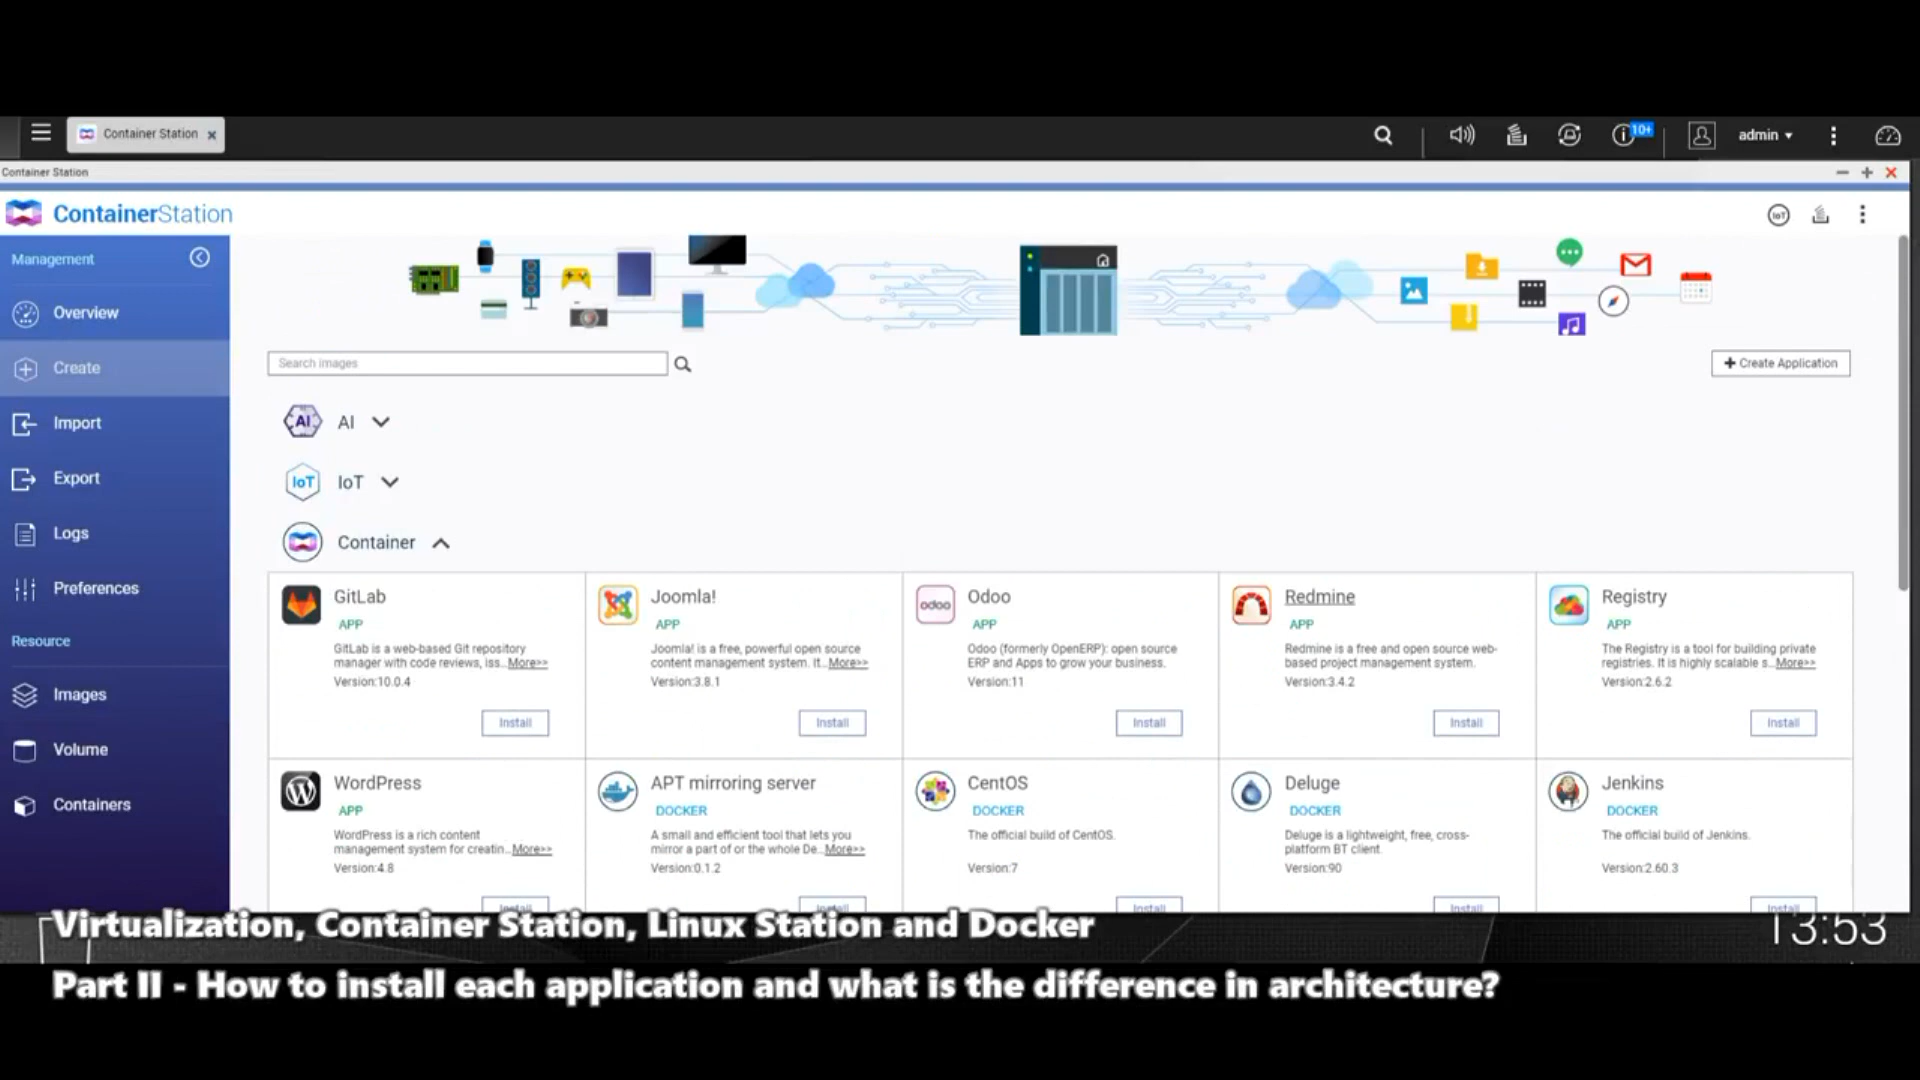 Container Station ×
10+
admin
Container Station
ContainerStation
IoT
Management
Overview
Create
Import
Export
Logs
Preferences
Resource
Images
Volume
Containers
Search images
+ Create Application
AI AI
IoT IoT
Container
GitLab
APP
GitLab is a web-based Git repository
manager with code reviews, iss...More>>
Version:10.0.4
Install
Joomla!
APP
Joomla! is a free, powerful open source
content management system. It...More>>
Version:3.8.1
Install
odoo
Odoo
APP
Odoo (formerly OpenERP): open source
ERP and Apps to grow your business.
Version:11
Install
Redmine
APP
Redmine is a free and open source web-
based project management system.
Version:3.4.2
Install
Registry
APP
The Registry is a tool for building private
registries. It is highly scalable s...More>>
Version:2.6.2
Install
WordPress
APP
WordPress is a rich content
management system for creatin...More>>
Version:4.8
Install
APT mirroring server
DOCKER
A small and efficient tool that lets you
mirror a part of or the whole De...More>>
Version:0.1.2
Install
CentOS
DOCKER
The official build of CentOS.
Version:7
Install
Deluge
DOCKER
Deluge is a lightweight, free, cross-
platform BT client.
Version:90
Install
Jenkins
DOCKER
The official build of Jenkins.
Version:2.60.3
Install
Virtualization, Container Station, Linux Station and Docker
13:53
Part II - How to install each application and what is the difference in architecture?